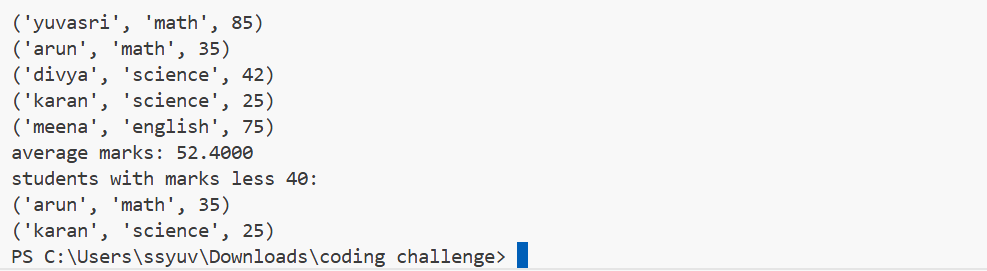 ('yuvasri', 'math', 85)
('arun', 'math', 35)
('divya', 'science', 42)
('karan', 'science', 25)
('meena', 'english', 75)
average marks: 52.4000
students with marks less 40:
('arun', 'math', 35)
('karan', 'science', 25)
PS C:\Users\ssyuv\Downloads\coding challenge>